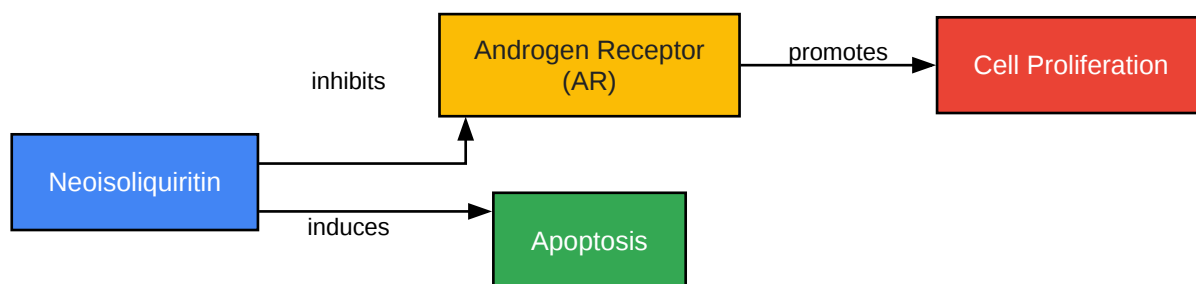 inhibits
Androgen Receptor
(AR)
promotes
Cell Proliferation
Neoisoliquiritin
induces
Apoptosis